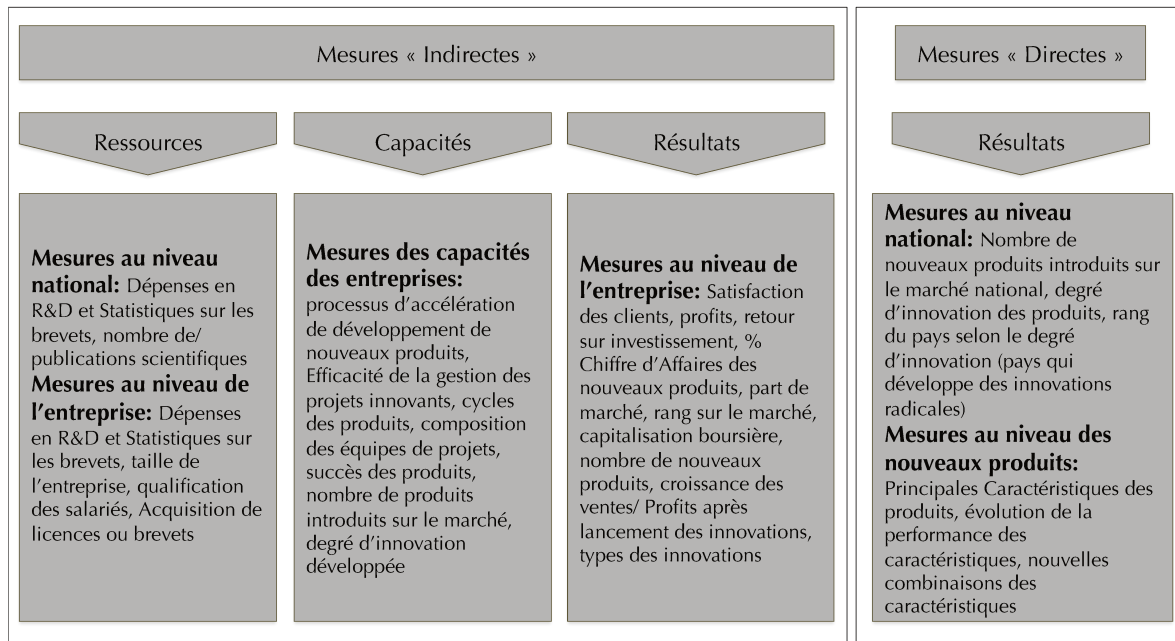 Mesures « Indirectes »
Mesures « Directes »
Ressources
Capacités
Résultats
Résultats
Mesures au niveau
national: Dépenses en
R&D et Statistiques sur les
brevets, nombre de/
publications scientifiques
Mesures au niveau de
l’entreprise: Dépenses
en R&D et Statistiques sur
les brevets, taille de
l’entreprise, qualification
des salariés, Acquisition de
licences ou brevets
Mesures des capacités
des entreprises:
processus d’accélération
de développement de
nouveaux produits,
Efficacité de la gestion des
projets innovants, cycles
des produits, composition
des équipes de projets,
succès des produits,
nombre de produits
introduits sur le marché,
degré d’innovation
développée
Mesures au niveau de
l’entreprise: Satisfaction
des clients, profits, retour
sur investissement, %
Chiffre d’Affaires des
nouveaux produits, part de
marché, rang sur le marché,
capitalisation boursière,
nombre de nouveaux
produits, croissance des
ventes/ Profits après
lancement des innovations,
types des innovations
Mesures au niveau
national: Nombre de
nouveaux produits introduits sur
le marché national, degré
d’innovation des produits, rang
du pays selon le degré
d’innovation (pays qui
développe des innovations
radicales)
Mesures au niveau des
nouveaux produits:
Principales Caractéristiques des
produits, évolution de la
performance des
caractéristiques, nouvelles
combinaisons des
caractéristiques